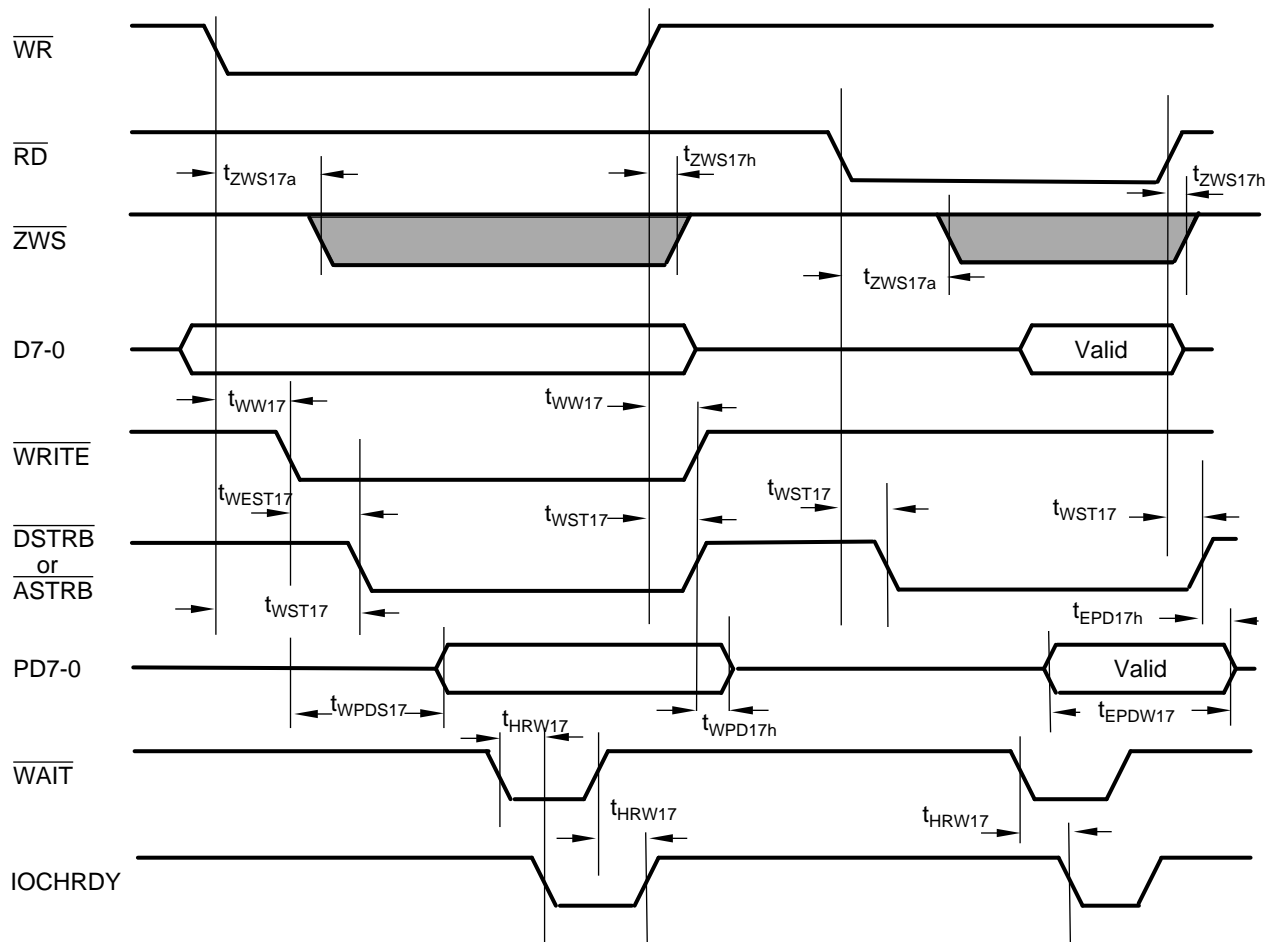 WR
RD
tZWS17a
tZWS17h
tZWS17h
ZWS
tZWS17a
D7-0
Valid
tWW17
tWW17
WRITE
tWEST17
tWST17
tWST17
tWST17
DSTRB
or
ASTRB
tWST17
tEPD17h
PD7-0
Valid
tWPDS17
tHRW17
tWPD17h
tEPDW17
WAIT
tHRW17
tHRW17
IOCHRDY